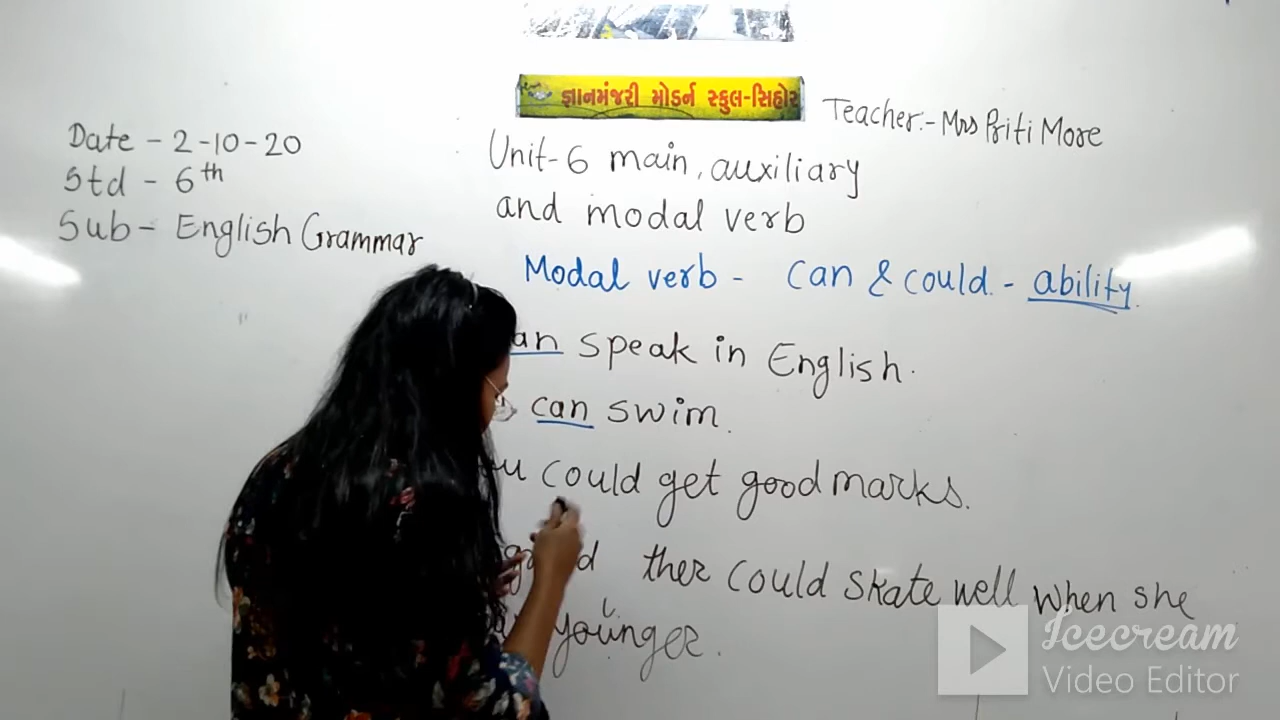 જ્ઞાનમંજરી મોડર્ન સ્કુલ-સિહોર
Teacher:- Mrs Priti More
Date - 2-10-20
Std - 6th
Sub - English Grammar
Unit-6 main, auxiliary
and modal verb
Modal verb - can & could. - ability.
speak in English.
can swim.
could get good marks.
ther could skate well when she
younger.
Icecream
Video Editor